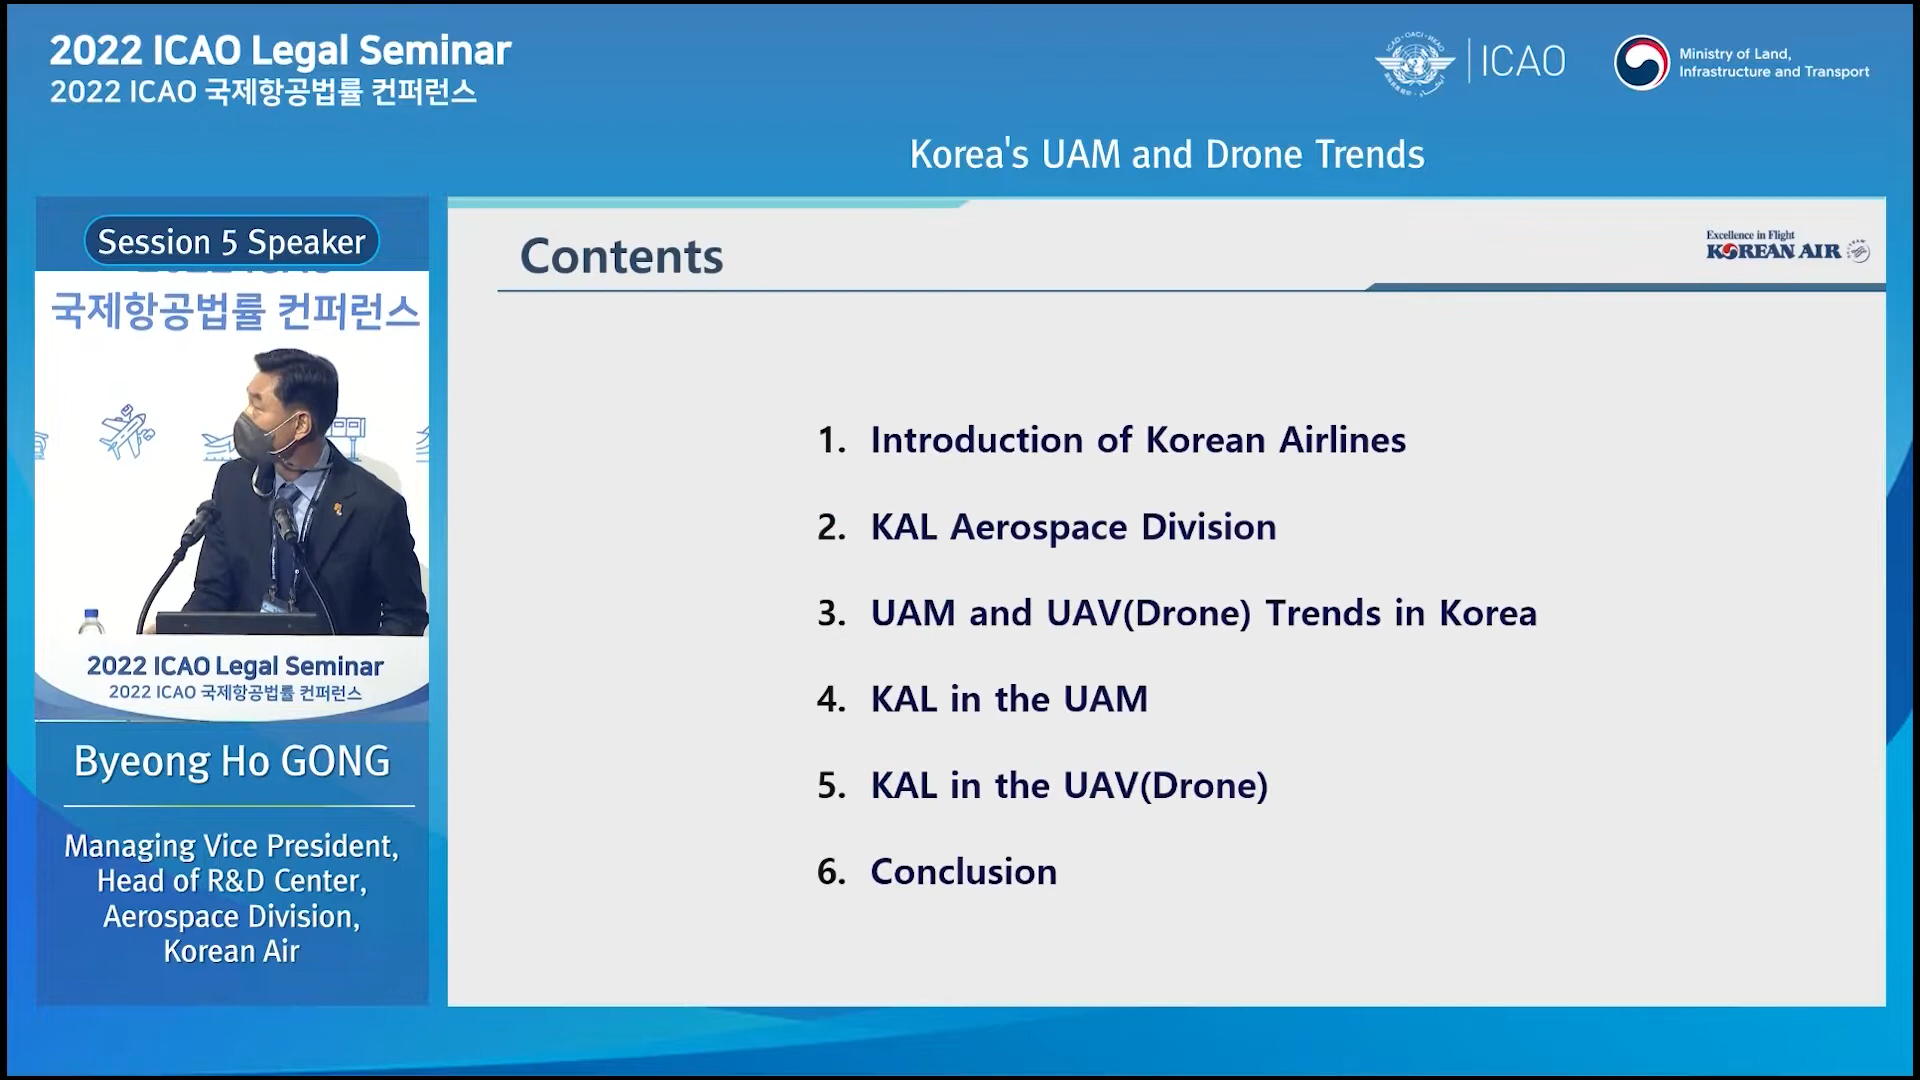 2022 ICAO Legal Seminar
2022 ICAO 국제항공법률 컨퍼런스
ICAO
Ministry of Land,
Infrastructure and Transport
Korea's UAM and Drone Trends
Session 5 Speaker
국제항공법률 컨퍼런스
2022 ICAO Legal Seminar
2022 ICAO 국제항공법률 컨퍼런스
Byeong Ho GONG
Managing Vice President,
Head of R&D Center,
Aerospace Division,
Korean Air
Contents
Excellence in Flight
KOREAN AIR
1. Introduction of Korean Airlines
2. KAL Aerospace Division
3. UAM and UAV(Drone) Trends in Korea
4. KAL in the UAM
5. KAL in the UAV(Drone)
6. Conclusion